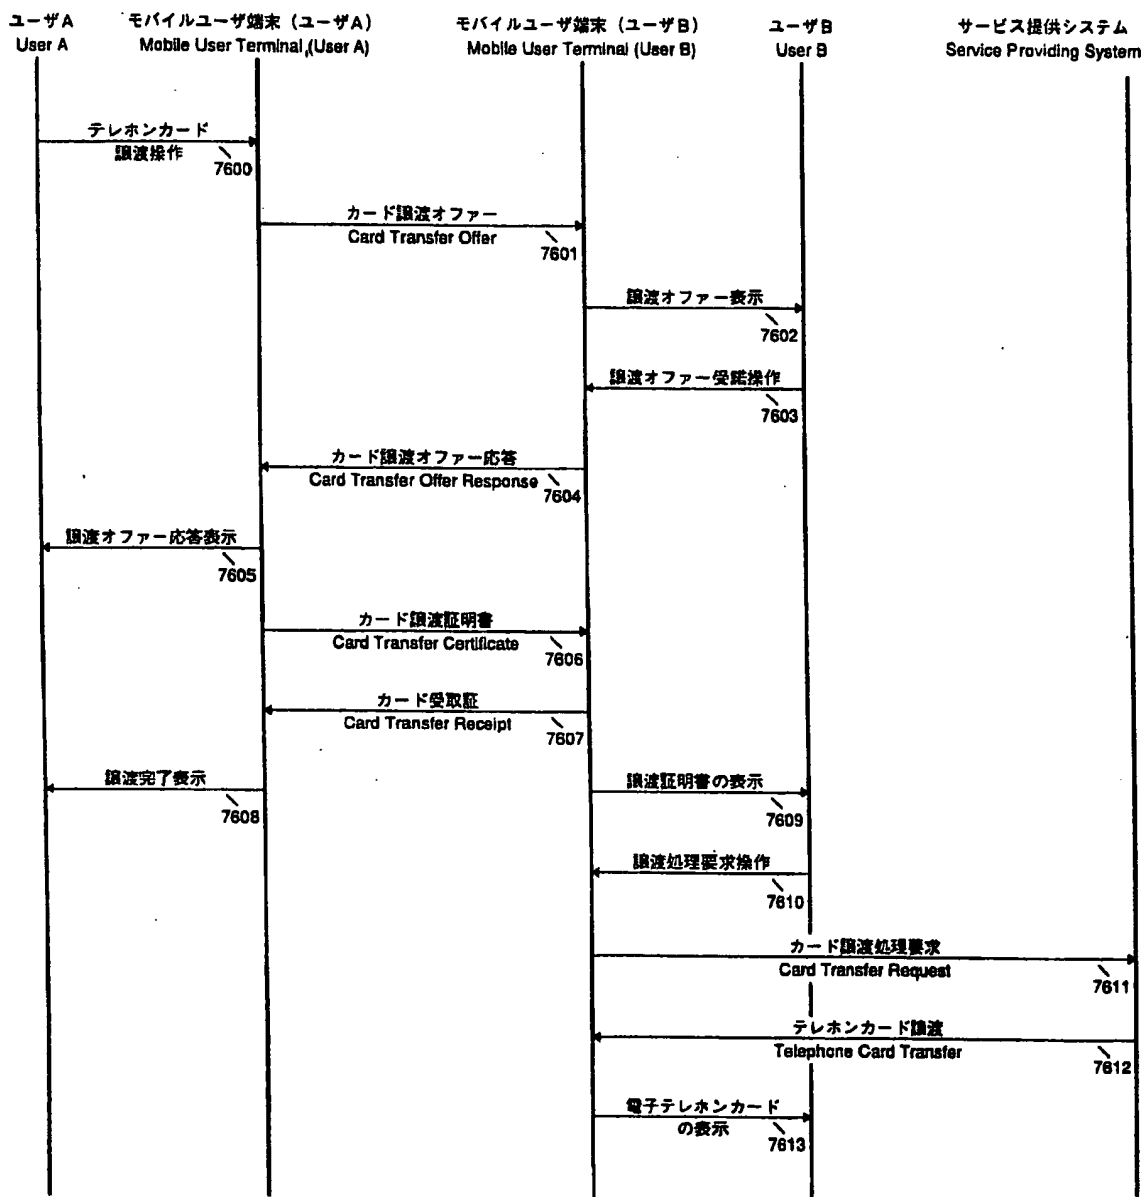 ユーザA
User A
モバイルユーザ端末（ユーザA）
Mobile User Terminal (User A)
モバイルユーザ端末（ユーザB）
Mobile User Terminal (User B)
ユーザB
User B
サービス提供システム
Service Providing System
テレホンカード
譲渡操作
7600
カード譲渡オファー
Card Transfer Offer
7601
譲渡オファー表示
7602
譲渡オファー受諾操作
7603
カード譲渡オファー応答
Card Transfer Offer Response
7604
譲渡オファー応答表示
7605
カード譲渡証明書
Card Transfer Certificate
7606
カード受取証
Card Transfer Receipt
7607
譲渡完了表示
7608
譲渡証明書の表示
7609
譲渡処理要求操作
7610
カード譲渡処理要求
Card Transfer Request
7611
テレホンカード譲渡
Telephone Card Transfer
7612
電子テレホンカード
の表示
7613